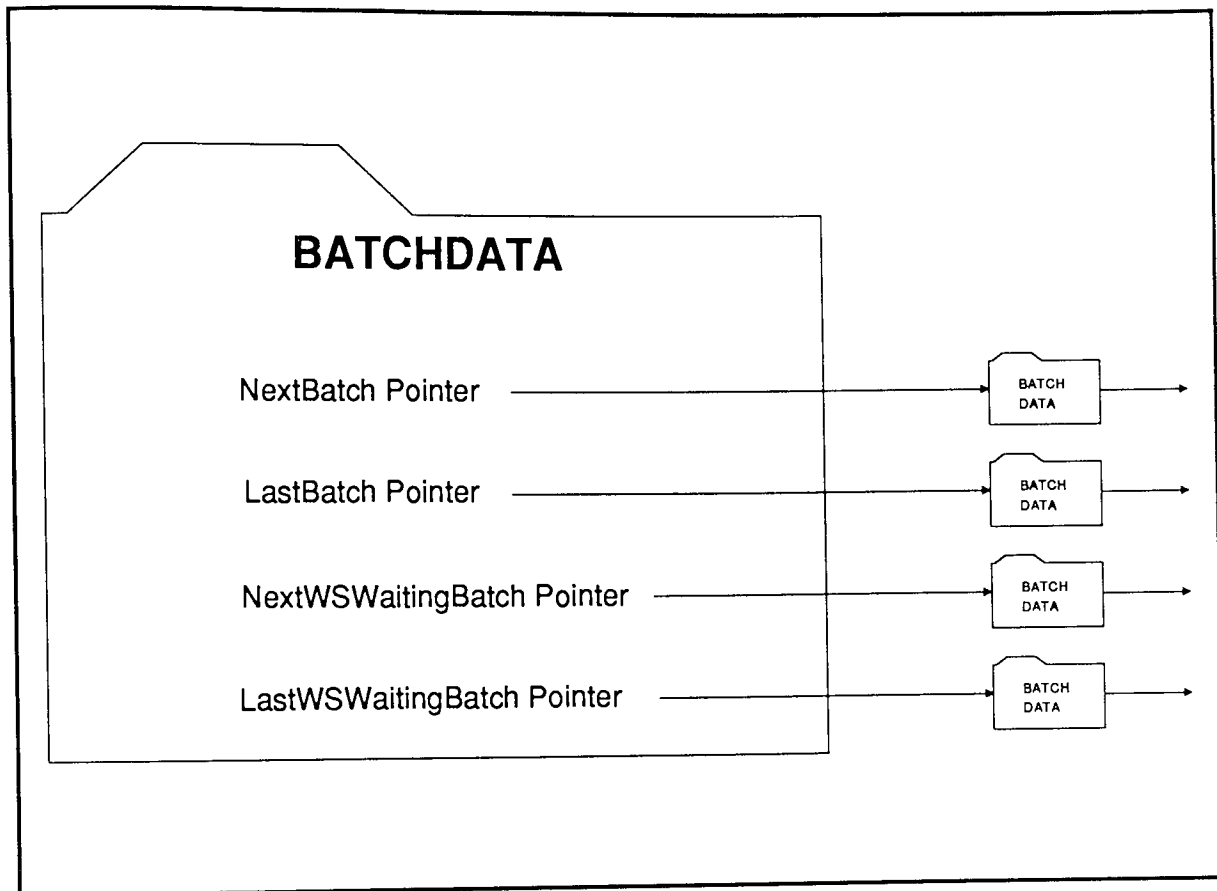 BATCHDATA
NextBatch Pointer
BATCH
DATA
LastBatch Pointer
BATCH
DATA
NextWSWaitingBatch Pointer
BATCH
DATA
LastWSWaitingBatch Pointer
BATCH
DATA